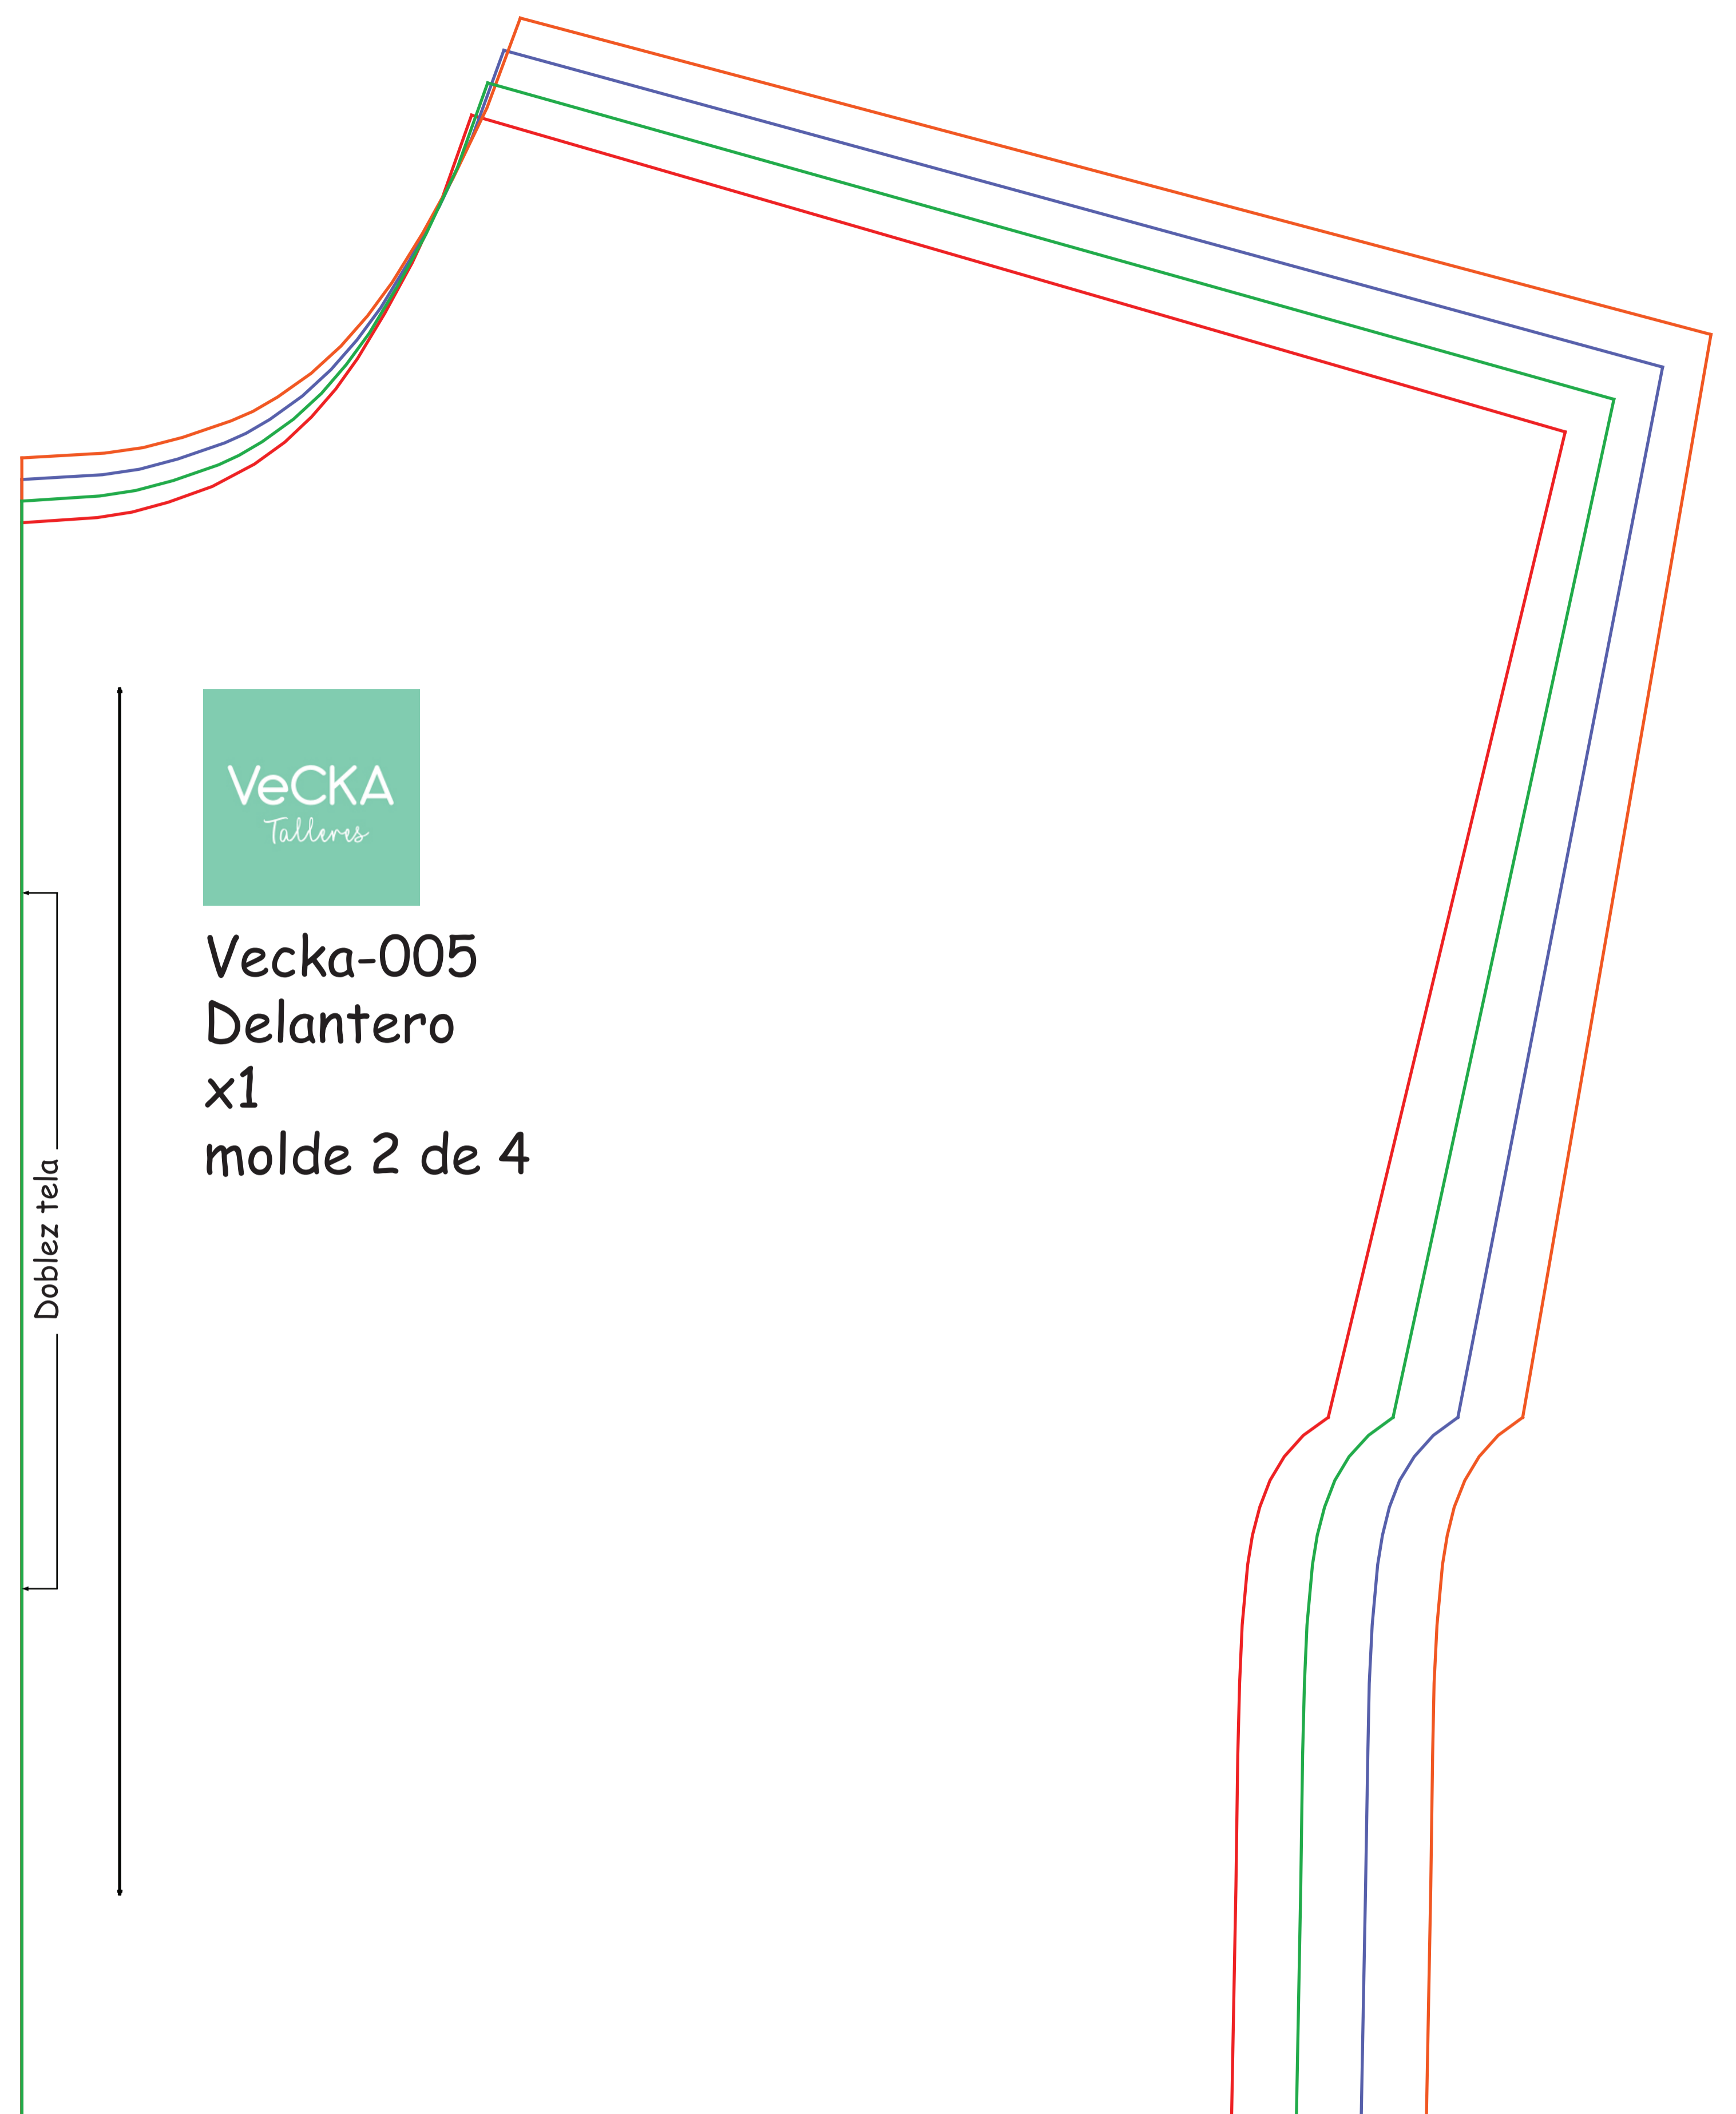 VeCKA
Talleres
Vecka-005
Delantero
x1
molde 2 de 4
Doblez tela